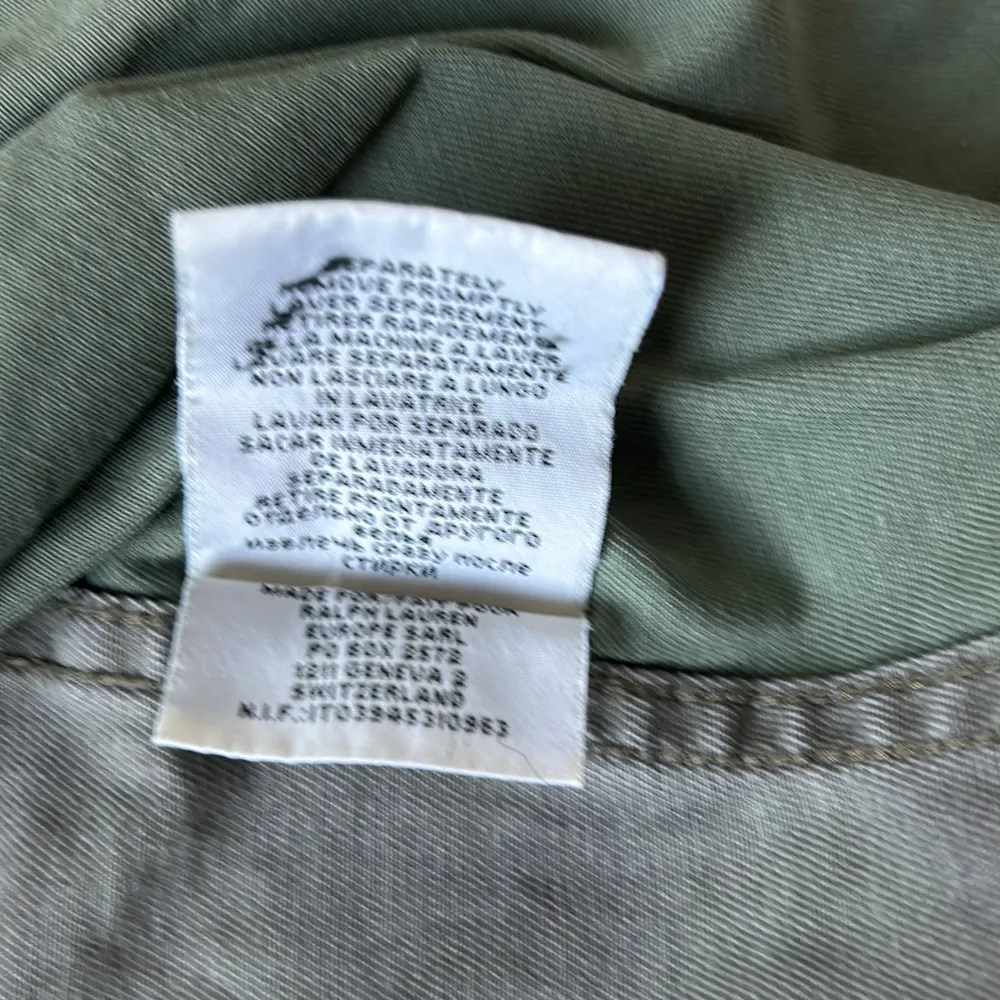 SEPARATELY
REMOVE PROMPTLY
LAVER SEPAREMENT
RETIRER RAPIDEMENT
LA MACHINE A LAVER
LAVARE SEPARATAMENTE
NON LASCIARE A LUNGO
IN LAVATRICE
LAVAR POR SEPARADO
SACAR INMEDIATAMENTE
DE LAVADORA
SEPARADAMENTE
RETIRE PRONTAMENTE
ОТДЕЛЬНО ОТ ДРУГОГО
БЕЛЬЯ
ИЗВЛЕЧЬ СРАЗУ ПОСЛЕ
СТИРКИ
MADE
RALPH LAUREN
EUROPE SARL
PO BOX 2572
1211 GENEVA 2
SWITZERLAND
N.I.F.:IT03945310963